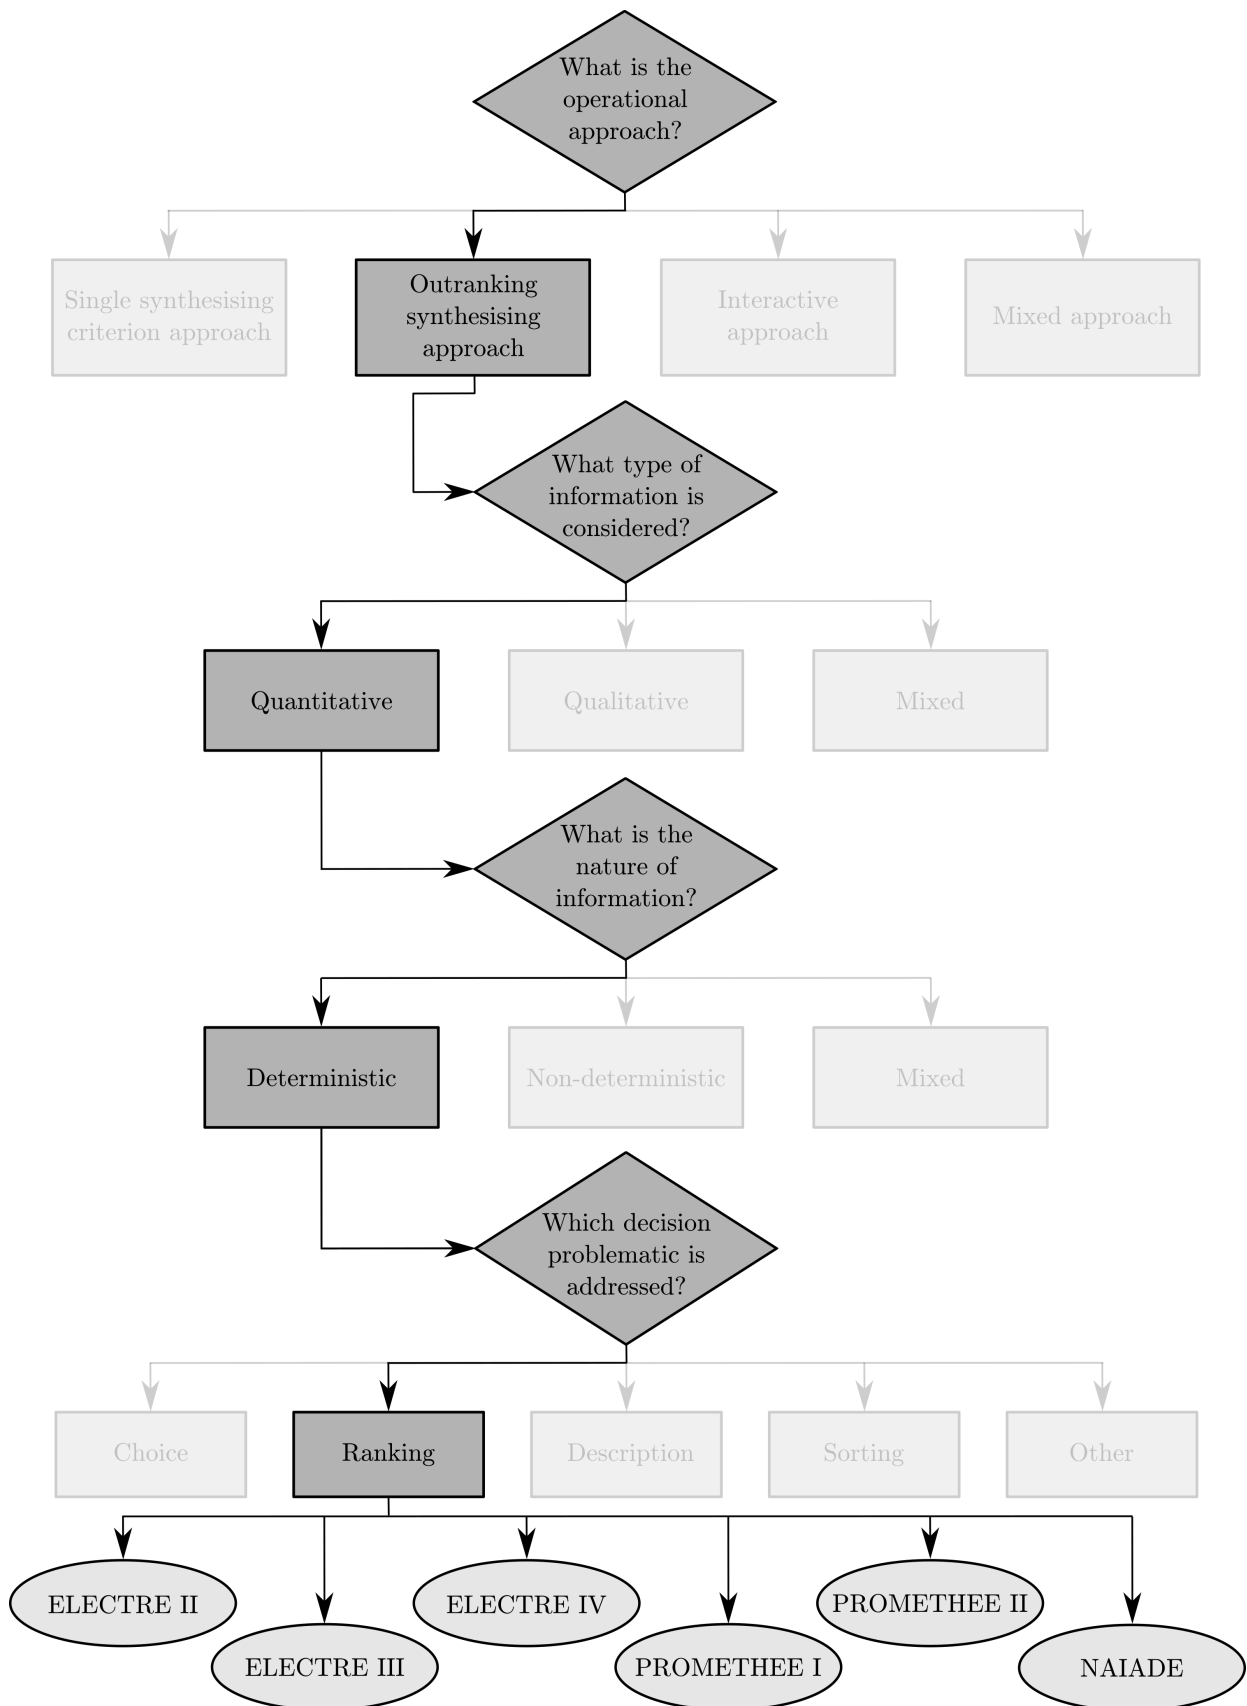 What is the
operational
approach?
Single synthesising
criterion approach
Outranking
synthesising
approach
Interactive
approach
Mixed approach
What type of
information is
considered?
Quantitative
Qualitative
Mixed
What is the
nature of
information?
Deterministic
Non-deterministic
Mixed
Which decision
problematic is
addressed?
Choice
Ranking
Description
Sorting
Other
ELECTRE II
ELECTRE III
ELECTRE IV
PROMETHEE I
PROMETHEE II
NAIADE